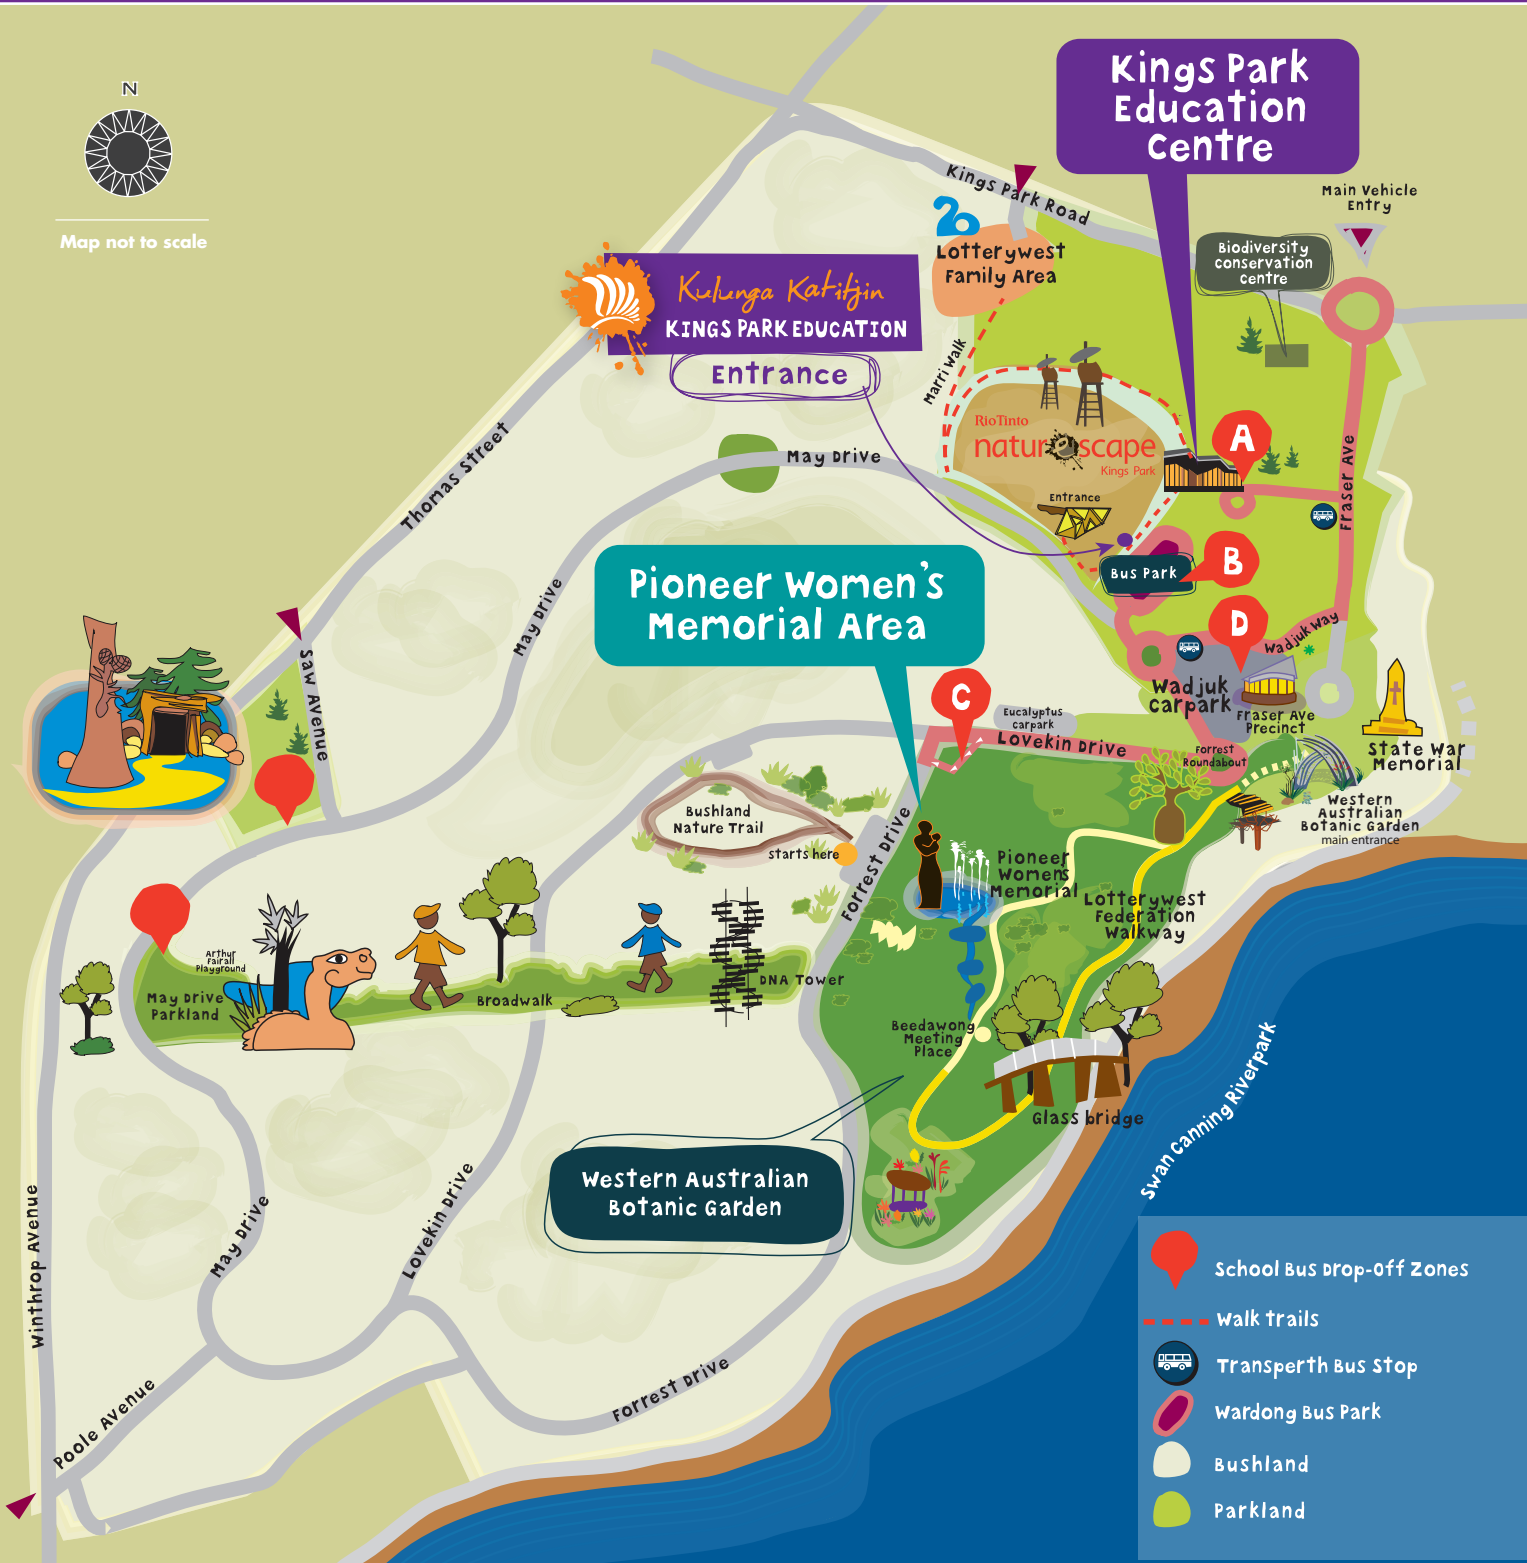 N
Map not to scale
Kings Park
Education
Centre
Kings Park Road
Main Vehicle
Entry
Biodiversity
conservation
centre
20
Lotterywest
Family Area
Kulunga Katitjin
KINGS PARK EDUCATION
Entrance
Marri Walk
RioTinto
naturescape
Kings Park
Entrance
A
Fraser Ave
Thomas Street
May Drive
Bus Park
B
Pioneer Women's
Memorial Area
May Drive
D
Wadjuk Way
Saw Avenue
C
Eucalyptus
carpark
Wadjuk
carpark
Fraser Ave
Precinct
Lovekin Drive
Forrest
Roundabout
State War
Memorial
Western
Australian
Botanic Garden
main entrance
Bushland
Nature Trail
starts here
Forrest Drive
Pioneer
Women's
Memorial
Lotterywest
Federation
Walkway
Arthur
Fairall
Playground
May Drive
Parkland
Broadwalk
DNA Tower
Beedawong
Meeting
Place
Glass bridge
Swan Canning Riverpark
Western Australian
Botanic Garden
Winthrop Avenue
May Drive
Lovekin Drive
Forrest Drive
Poole Avenue
School Bus Drop-Off Zones
Walk trails
Transperth Bus Stop
Wardong Bus Park
Bushland
Parkland